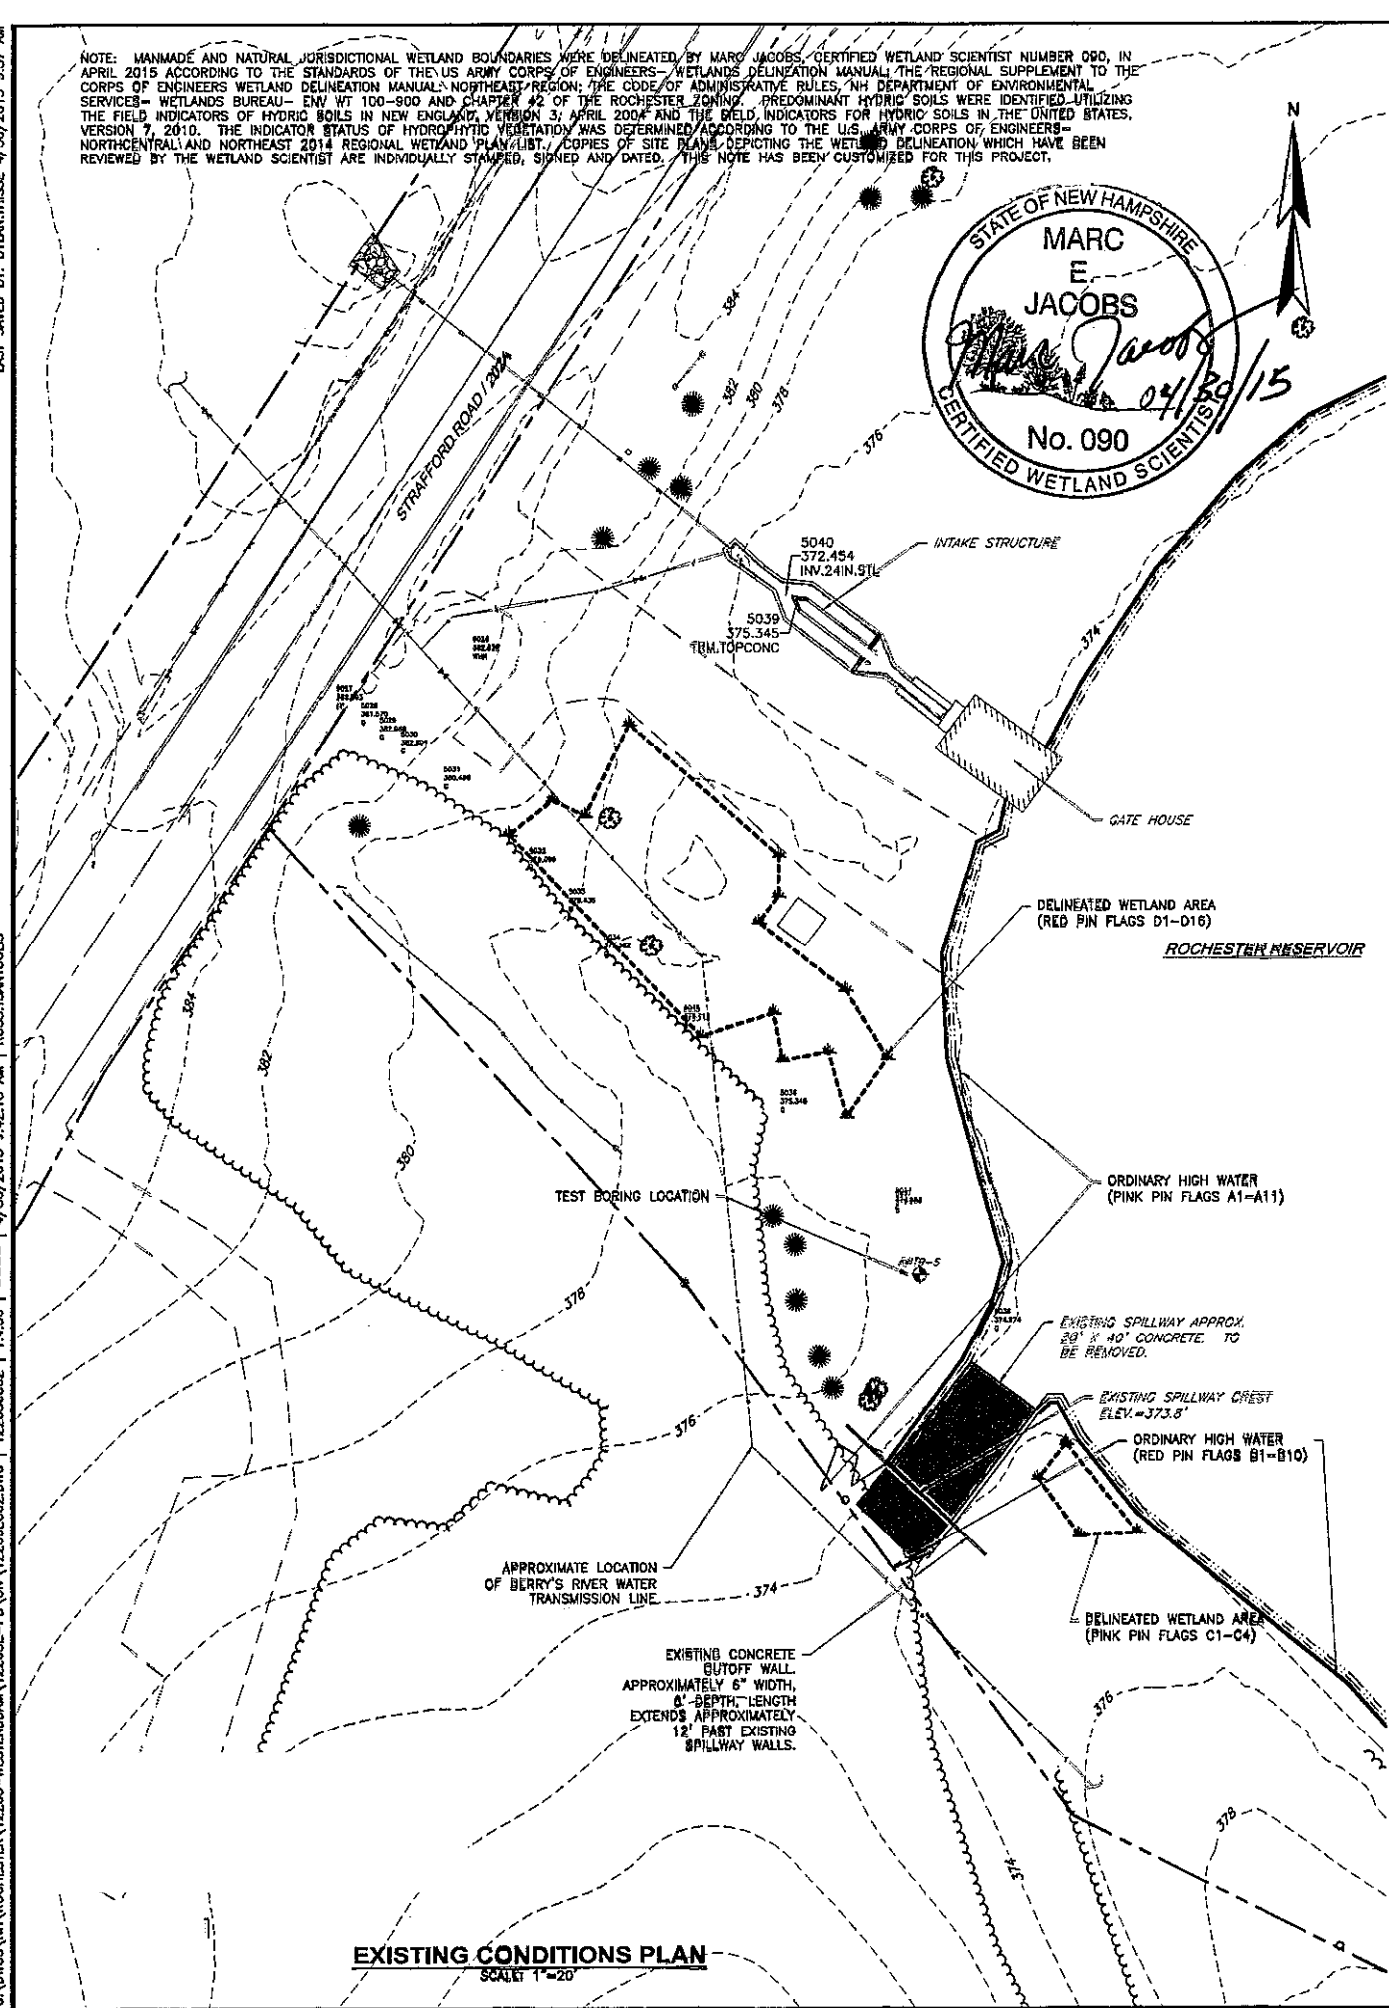 NOTE: MANMADE AND NATURAL JURISDICTIONAL WETLAND BOUNDARIES WERE DELINEATED BY MARC JACOBS, CERTIFIED WETLAND SCIENTIST NUMBER 090, IN
APRIL 2015 ACCORDING TO THE STANDARDS OF THE US ARMY CORPS OF ENGINEERS- WETLANDS DELINEATION MANUAL; THE REGIONAL SUPPLEMENT TO THE
CORPS OF ENGINEERS WETLAND DELINEATION MANUAL: NORTHEAST REGION; THE CODE OF ADMINISTRATIVE RULES, NH DEPARTMENT OF ENVIRONMENTAL
SERVICES- WETLANDS BUREAU- ENV WT 100-900 AND CHAPTER 42 OF THE ROCHESTER ZONING. PREDOMINANT HYDRIC SOILS WERE IDENTIFIED UTILIZING
THE FIELD INDICATORS OF HYDRIC SOILS IN NEW ENGLAND, VERSION 3, APRIL 2004 AND THE FIELD INDICATORS FOR HYDRIC SOILS IN THE UNITED STATES,
VERSION 7, 2010. THE INDICATOR STATUS OF HYDROPHYTIC VEGETATION WAS DETERMINED ACCORDING TO THE U.S. ARMY CORPS OF ENGINEERS-
NORTHCENTRAL AND NORTHEAST 2014 REGIONAL WETLAND PLAN LIST. COPIES OF SITE PLANS DEPICTING THE WETLAND DELINEATION WHICH HAVE BEEN
REVIEWED BY THE WETLAND SCIENTIST ARE INDIVIDUALLY STAMPED, SIGNED AND DATED. THIS NOTE HAS BEEN CUSTOMIZED FOR THIS PROJECT.
N
STATE OF NEW HAMPSHIRE
MARC
E.
JACOBS
Marc Jacobs
04/30/15
No. 090
CERTIFIED WETLAND SCIENTIST
384
382
380
378
376
STRAFFORD ROAD / 202A
5040
372.454
INV.24IN.STL
INTAKE STRUCTURE
5039
375.345
TBM.TOPCONC
374
GATE HOUSE
DELINEATED WETLAND AREA
(RED PIN FLAGS D1-D16)
ROCHESTER RESERVOIR
384
382
380
378
376
5036
375.346
G
TEST BORING LOCATION
ORDINARY HIGH WATER
(PINK PIN FLAGS A1-A11)
EXISTING SPILLWAY APPROX.
28' X 40' CONCRETE. TO
BE REMOVED.
EXISTING SPILLWAY CREST
ELEV.=373.8'
ORDINARY HIGH WATER
(RED PIN FLAGS B1-B10)
APPROXIMATE LOCATION
OF BERRY'S RIVER WATER
TRANSMISSION LINE
374
DELINEATED WETLAND AREA
(PINK PIN FLAGS C1-C4)
EXISTING CONCRETE
CUTOFF WALL.
APPROXIMATELY 6" WIDTH,
DEPTH, LENGTH
EXTENDS APPROXIMATELY
12' PAST EXISTING
SPILLWAY WALLS.
376
378
374
EXISTING CONDITIONS PLAN
SCALE: 1"=20'